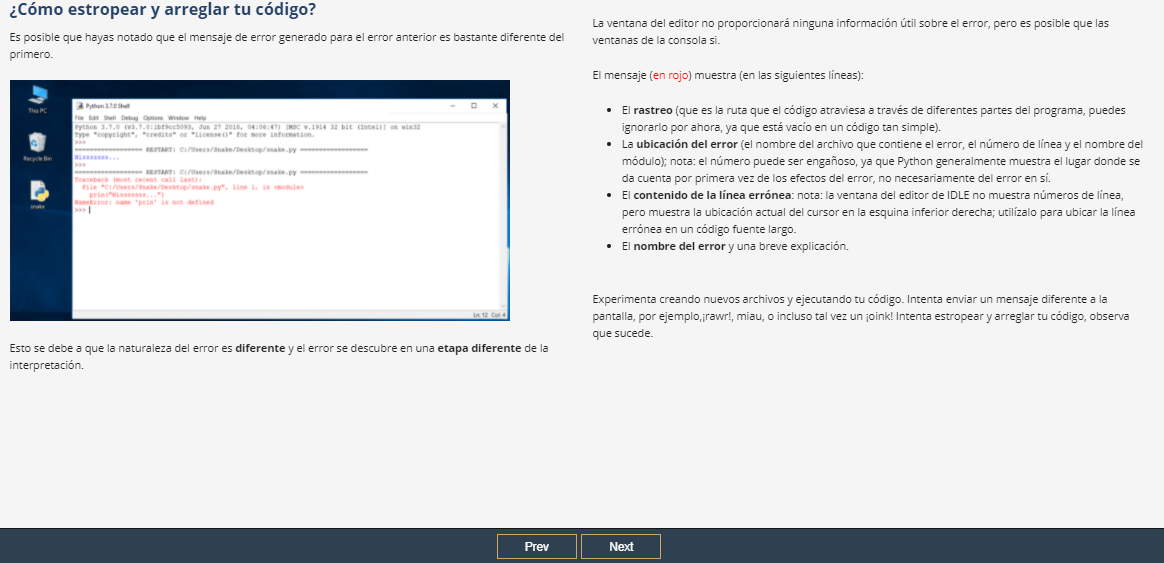 ¿Cómo estropear y arreglar tu código?
Es posible que hayas notado que el mensaje de error generado para el error anterior es bastante diferente del
primero.
This PC
Recycle Bin
snake
Python 3.7.0 Shell
File Edit Shell Debug Options Window Help
Python 3.7.0 (v3.7.0:1bf9cc5093, Jun 27 2018, 04:06:47) [MSC v.1914 32 bit (Intel)] on win32
Type "copyright", "credits" or "license()" for more information.
>>>
=================== RESTART: C:/Users/Snake/Desktop/snake.py ===================
Hisssssss...
>>>
=================== RESTART: C:/Users/Snake/Desktop/snake.py ===================
Traceback (most recent call last):
File "C:/Users/Snake/Desktop/snake.py", line 1, in <module>
prin("Hisssssss...")
NameError: name 'prin' is not defined
>>>
Ln: 12 Col: 4
Esto se debe a que la naturaleza del error es diferente y el error se descubre en una etapa diferente de la
interpretación.
La ventana del editor no proporcionará ninguna información útil sobre el error, pero es posible que las
ventanas de la consola si.
El mensaje (en rojo) muestra (en las siguientes líneas):
• El rastreo (que es la ruta que el código atraviesa a través de diferentes partes del programa, puedes
ignorarlo por ahora, ya que está vacío en un código tan simple).
• La ubicación del error (el nombre del archivo que contiene el error, el número de línea y el nombre del
módulo); nota: el número puede ser engañoso, ya que Python generalmente muestra el lugar donde se
da cuenta por primera vez de los efectos del error, no necesariamente del error en sí.
• El contenido de la línea errónea: nota: la ventana del editor de IDLE no muestra números de línea,
pero muestra la ubicación actual del cursor en la esquina inferior derecha; utilízalo para ubicar la línea
errónea en un código fuente largo.
• El nombre del error y una breve explicación.
Experimenta creando nuevos archivos y ejecutando tu código. Intenta enviar un mensaje diferente a la
pantalla, por ejemplo,¡rawr!, miau, o incluso tal vez un ¡oink! Intenta estropear y arreglar tu código, observa
que sucede.
Prev
Next